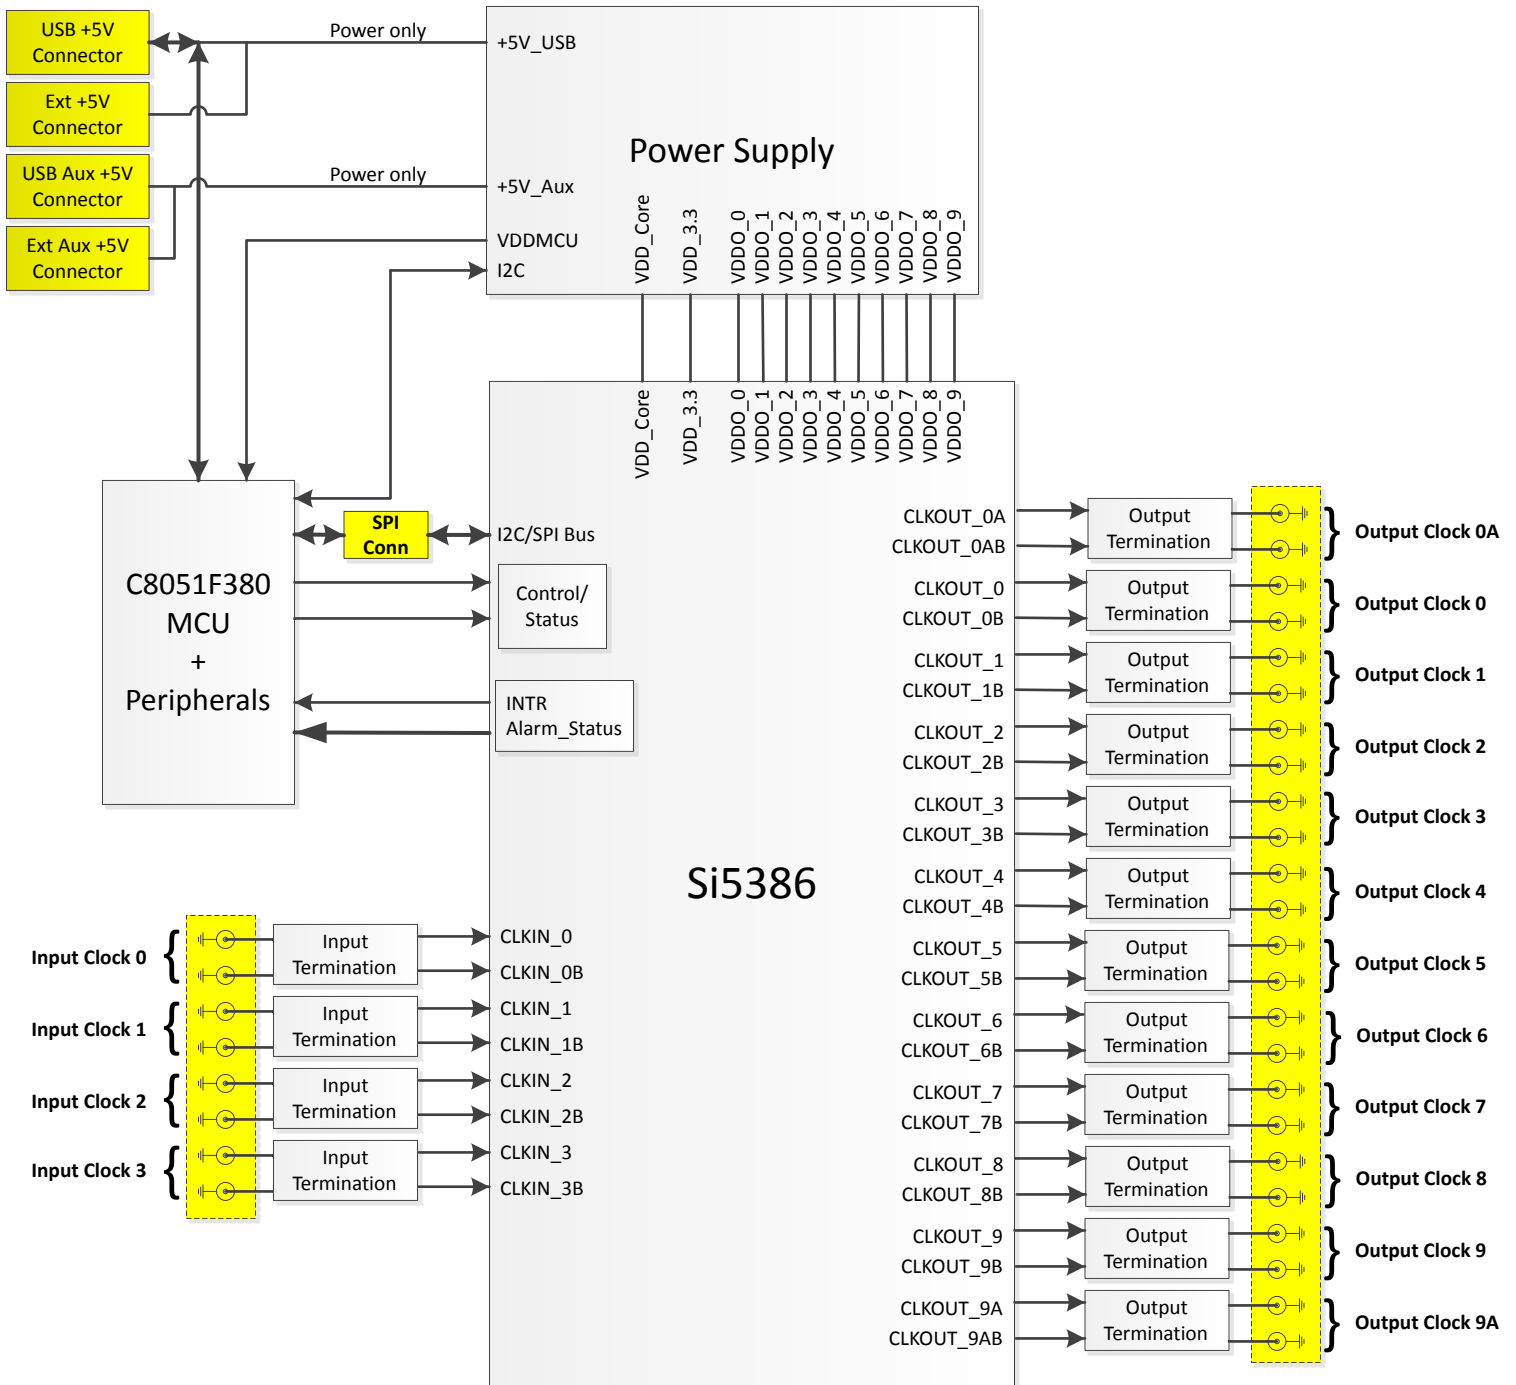 USB +5V
Connector
Ext +5V
Connector
USB Aux +5V
Connector
Ext Aux +5V
Connector
Power only
Power only
+5V_USB
Power Supply
+5V_Aux
VDDMCU
I2C
VDD_Core
VDD_3.3
VDDO_0
VDDO_1
VDDO_2
VDDO_3
VDDO_4
VDDO_5
VDDO_6
VDDO_7
VDDO_8
VDDO_9
VDD_Core
VDD_3.3
VDDO_0
VDDO_1
VDDO_2
VDDO_3
VDDO_4
VDDO_5
VDDO_6
VDDO_7
VDDO_8
VDDO_9
C8051F380
MCU
+
Peripherals
SPI
Conn
I2C/SPI Bus
Control/
Status
INTR
Alarm_Status
Si5386
Input Clock 0
Input
Termination
CLKIN_0
CLKIN_0B
Input Clock 1
Input
Termination
CLKIN_1
CLKIN_1B
Input Clock 2
Input
Termination
CLKIN_2
CLKIN_2B
Input Clock 3
Input
Termination
CLKIN_3
CLKIN_3B
CLKOUT_0A
CLKOUT_0AB
Output
Termination
Output Clock 0A
CLKOUT_0
CLKOUT_0B
Output
Termination
Output Clock 0
CLKOUT_1
CLKOUT_1B
Output
Termination
Output Clock 1
CLKOUT_2
CLKOUT_2B
Output
Termination
Output Clock 2
CLKOUT_3
CLKOUT_3B
Output
Termination
Output Clock 3
CLKOUT_4
CLKOUT_4B
Output
Termination
Output Clock 4
CLKOUT_5
CLKOUT_5B
Output
Termination
Output Clock 5
CLKOUT_6
CLKOUT_6B
Output
Termination
Output Clock 6
CLKOUT_7
CLKOUT_7B
Output
Termination
Output Clock 7
CLKOUT_8
CLKOUT_8B
Output
Termination
Output Clock 8
CLKOUT_9
CLKOUT_9B
Output
Termination
Output Clock 9
CLKOUT_9A
CLKOUT_9AB
Output
Termination
Output Clock 9A